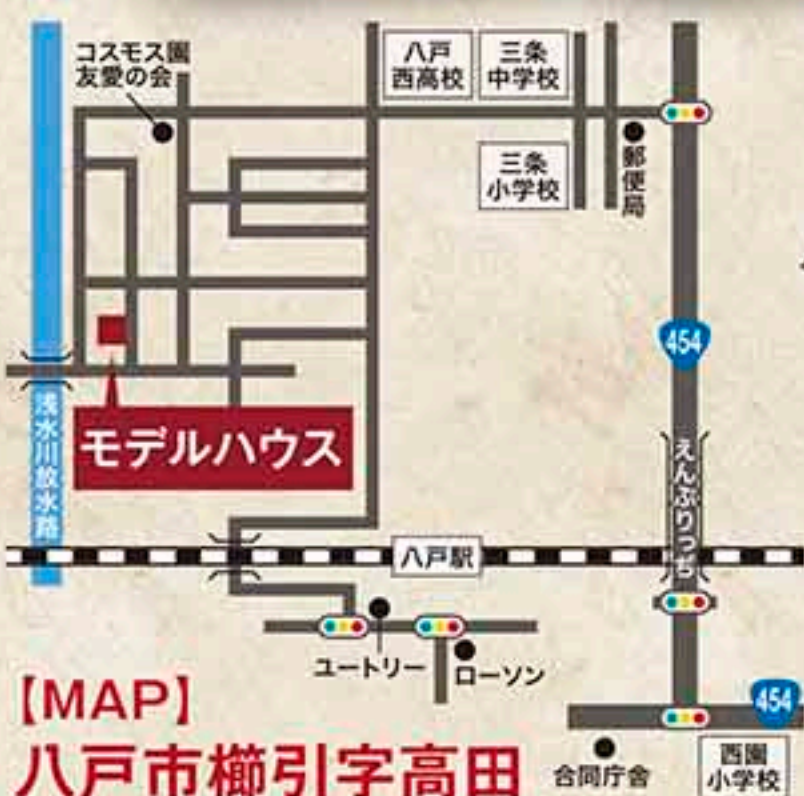 コスモス園
友愛の会
八戸
西高校
三条
中学校
三条
小学校
郵便局
454
浅水川放水路
モデルハウス
えんぶりっち
八戸駅
ユートリー
ローソン
454
合同庁舎
西園
小学校
【MAP】
八戸市櫛引字高田